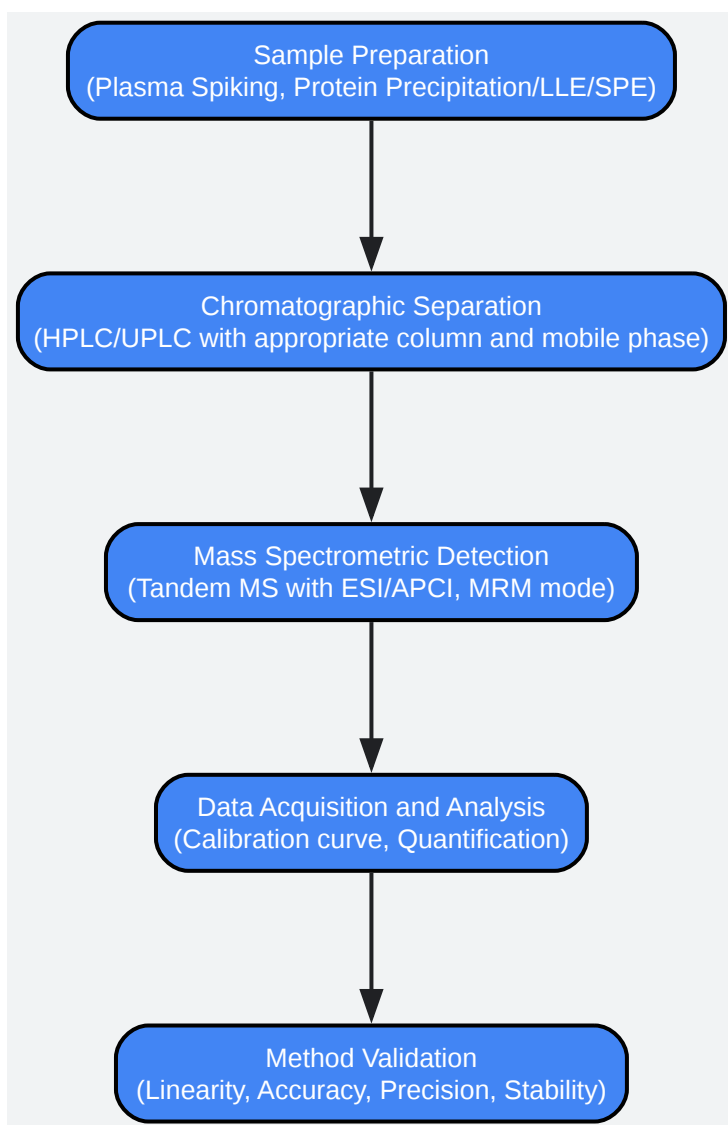 Sample Preparation
(Plasma Spiking, Protein Precipitation/LLE/SPE)
Chromatographic Separation
(HPLC/UPLC with appropriate column and mobile phase)
Mass Spectrometric Detection
(Tandem MS with ESI/APCI, MRM mode)
Data Acquisition and Analysis
(Calibration curve, Quantification)
Method Validation
(Linearity, Accuracy, Precision, Stability)